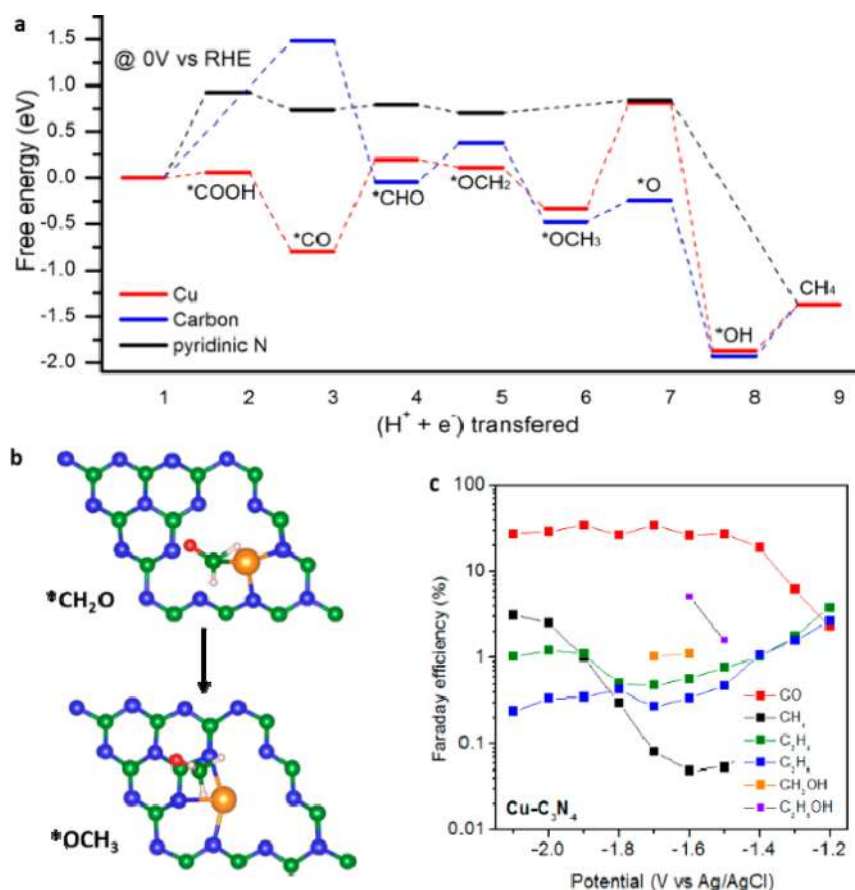 a
@ 0V vs RHE
Free energy (eV)
1.5
1.0
0.5
0.0
-0.5
-1.0
-1.5
-2.0
*COOH
*CO
*CHO
*OCH₂
*OCH₃
*O
*OH
CH₄
Cu
Carbon
pyridinic N
1 2 3 4 5 6 7 8 9
(H⁺ + e⁻) transfered
b
*CH₂O
*OCH₃
c
Faraday efficiency (%)
100
10
1
0.1
0.01
CO
CH₄
C₂H₄
C₂H₆
CH₃OH
C₂H₅OH
Cu-C₃N₄
-2.0 -1.8 -1.6 -1.4 -1.2
Potential (V vs Ag/AgCl)